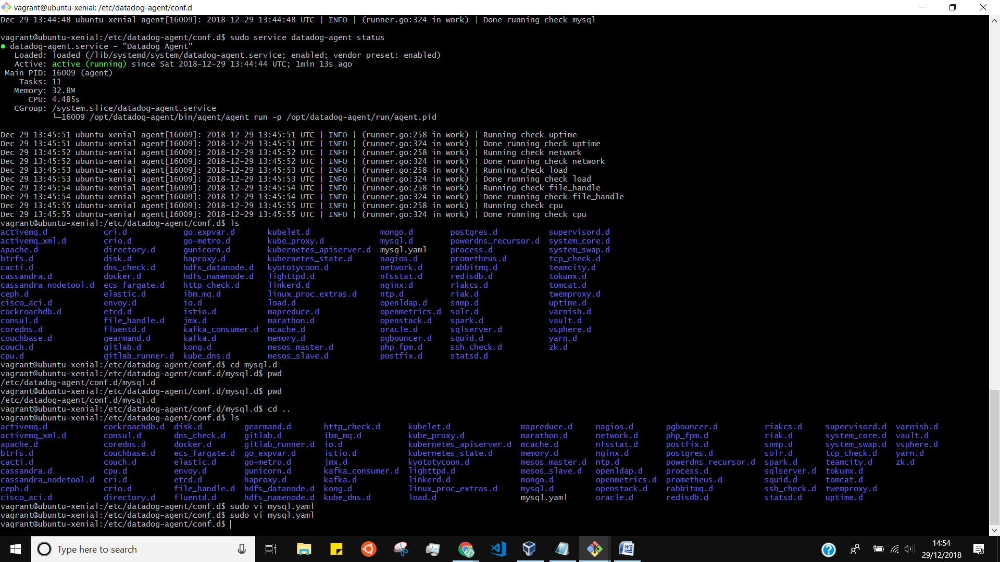 vagrant@ubuntu-xenial: /etc/datadog-agent/conf.d
Dec 29 13:44:48 ubuntu-xenial agent[16009]: 2018-12-29 13:44:48 UTC | INFO | (runner.go:324 in work) | Done running check mysql
vagrant@ubuntu-xenial:/etc/datadog-agent/conf.d$ sudo service datadog-agent status
● datadog-agent.service - "Datadog Agent"
   Loaded: loaded (/lib/systemd/system/datadog-agent.service; enabled; vendor preset: enabled)
   Active: active (running) since Sat 2018-12-29 13:44:44 UTC; 1min 13s ago
 Main PID: 16009 (agent)
    Tasks: 11
   Memory: 32.8M
      CPU: 4.485s
   CGroup: /system.slice/datadog-agent.service
           └─16009 /opt/datadog-agent/bin/agent/agent run -p /opt/datadog-agent/run/agent.pid
Dec 29 13:45:51 ubuntu-xenial agent[16009]: 2018-12-29 13:45:51 UTC | INFO | (runner.go:258 in work) | Running check uptime
Dec 29 13:45:51 ubuntu-xenial agent[16009]: 2018-12-29 13:45:51 UTC | INFO | (runner.go:324 in work) | Done running check uptime
Dec 29 13:45:52 ubuntu-xenial agent[16009]: 2018-12-29 13:45:52 UTC | INFO | (runner.go:258 in work) | Running check network
Dec 29 13:45:52 ubuntu-xenial agent[16009]: 2018-12-29 13:45:52 UTC | INFO | (runner.go:324 in work) | Done running check network
Dec 29 13:45:53 ubuntu-xenial agent[16009]: 2018-12-29 13:45:53 UTC | INFO | (runner.go:258 in work) | Running check load
Dec 29 13:45:53 ubuntu-xenial agent[16009]: 2018-12-29 13:45:53 UTC | INFO | (runner.go:324 in work) | Done running check load
Dec 29 13:45:54 ubuntu-xenial agent[16009]: 2018-12-29 13:45:54 UTC | INFO | (runner.go:258 in work) | Running check file_handle
Dec 29 13:45:54 ubuntu-xenial agent[16009]: 2018-12-29 13:45:54 UTC | INFO | (runner.go:324 in work) | Done running check file_handle
Dec 29 13:45:55 ubuntu-xenial agent[16009]: 2018-12-29 13:45:55 UTC | INFO | (runner.go:258 in work) | Running check cpu
Dec 29 13:45:55 ubuntu-xenial agent[16009]: 2018-12-29 13:45:55 UTC | INFO | (runner.go:324 in work) | Done running check cpu
vagrant@ubuntu-xenial:/etc/datadog-agent/conf.d$ ls
activemq.d cri.d go_expvar.d kubelet.d mongo.d postgres.d supervisord.d
activemq_xml.d crio.d go-metro.d kube_proxy.d mysql.d powerdns_recursor.d system_core.d
apache.d directory.d gunicorn.d kubernetes_apiserver.d mysql.yaml process.d system_swap.d
btrfs.d disk.d haproxy.d kubernetes_state.d nagios.d prometheus.d tcp_check.d
cacti.d dns_check.d hdfs_datanode.d kyototycoon.d network.d rabbitmq.d teamcity.d
cassandra.d docker.d hdfs_namenode.d lighttpd.d nfsstat.d redisdb.d tokumx.d
cassandra_nodetool.d ecs_fargate.d http_check.d linkerd.d nginx.d riakcs.d tomcat.d
ceph.d elastic.d ibm_mq.d linux_proc_extras.d ntp.d riak.d twemproxy.d
cisco_aci.d envoy.d io.d load.d openldap.d snmp.d uptime.d
cockroachdb.d etcd.d istio.d mapreduce.d openmetrics.d solr.d varnish.d
consul.d file_handle.d jmx.d marathon.d openstack.d spark.d vault.d
coredns.d fluentd.d kafka_consumer.d mcache.d oracle.d sqlserver.d vsphere.d
couchbase.d gearmand.d kafka.d memory.d pgbouncer.d squid.d yarn.d
couch.d gitlab.d kong.d mesos_master.d php_fpm.d ssh_check.d zk.d
cpu.d gitlab_runner.d kube_dns.d mesos_slave.d postfix.d statsd.d
vagrant@ubuntu-xenial:/etc/datadog-agent/conf.d$ cd mysql.d
vagrant@ubuntu-xenial:/etc/datadog-agent/conf.d/mysql.d$ pwd
/etc/datadog-agent/conf.d/mysql.d
vagrant@ubuntu-xenial:/etc/datadog-agent/conf.d/mysql.d$ pwd
/etc/datadog-agent/conf.d/mysql.d
vagrant@ubuntu-xenial:/etc/datadog-agent/conf.d/mysql.d$ cd ..
vagrant@ubuntu-xenial:/etc/datadog-agent/conf.d$ ls
activemq.d cockroachdb.d disk.d gearmand.d http_check.d kubelet.d mapreduce.d nagios.d pgbouncer.d riakcs.d supervisord.d varnish.d
activemq_xml.d consul.d dns_check.d gitlab.d ibm_mq.d kube_proxy.d marathon.d network.d php_fpm.d riak.d system_core.d vault.d
apache.d coredns.d docker.d gitlab_runner.d io.d kubernetes_apiserver.d mcache.d nfsstat.d postfix.d snmp.d system_swap.d vsphere.d
btrfs.d couchbase.d ecs_fargate.d go_expvar.d istio.d kubernetes_state.d memory.d nginx.d postgres.d solr.d tcp_check.d yarn.d
cacti.d couch.d elastic.d go-metro.d jmx.d kyototycoon.d mesos_master.d ntp.d powerdns_recursor.d spark.d teamcity.d zk.d
cassandra.d cpu.d envoy.d gunicorn.d kafka_consumer.d lighttpd.d mesos_slave.d openldap.d process.d sqlserver.d tokumx.d
cassandra_nodetool.d cri.d etcd.d haproxy.d kafka.d linkerd.d mongo.d openmetrics.d prometheus.d squid.d tomcat.d
ceph.d crio.d file_handle.d hdfs_datanode.d kong.d linux_proc_extras.d mysql.d openstack.d rabbitmq.d ssh_check.d twemproxy.d
cisco_aci.d directory.d fluentd.d hdfs_namenode.d kube_dns.d load.d mysql.yaml oracle.d redisdb.d statsd.d uptime.d
vagrant@ubuntu-xenial:/etc/datadog-agent/conf.d$ sudo vi mysql.yaml
vagrant@ubuntu-xenial:/etc/datadog-agent/conf.d$ sudo vi mysql.yaml
vagrant@ubuntu-xenial:/etc/datadog-agent/conf.d$
Type here to search
14:54
29/12/2018